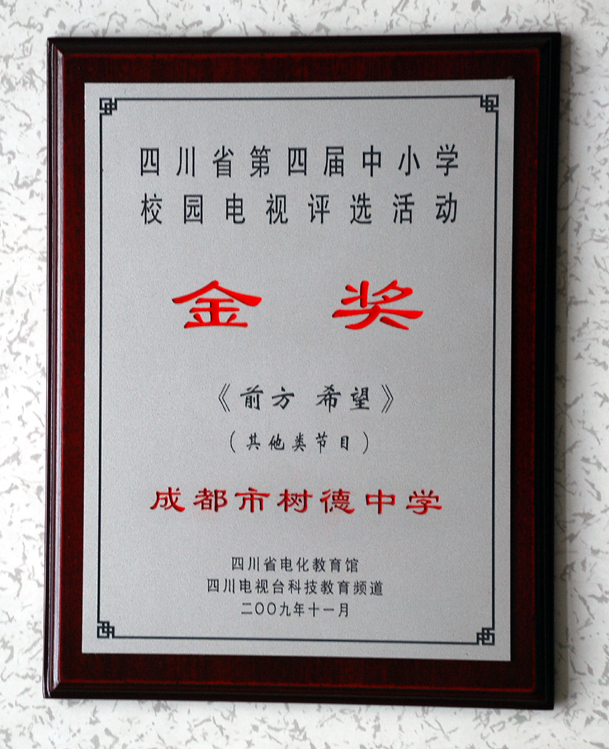 四川省第四届中小学
校园电视评选活动
金奖
《前方 希望》
（其他类节目）
成都市树德中学
四川省电化教育馆
四川电视台科技教育频道
二〇〇九年十一月